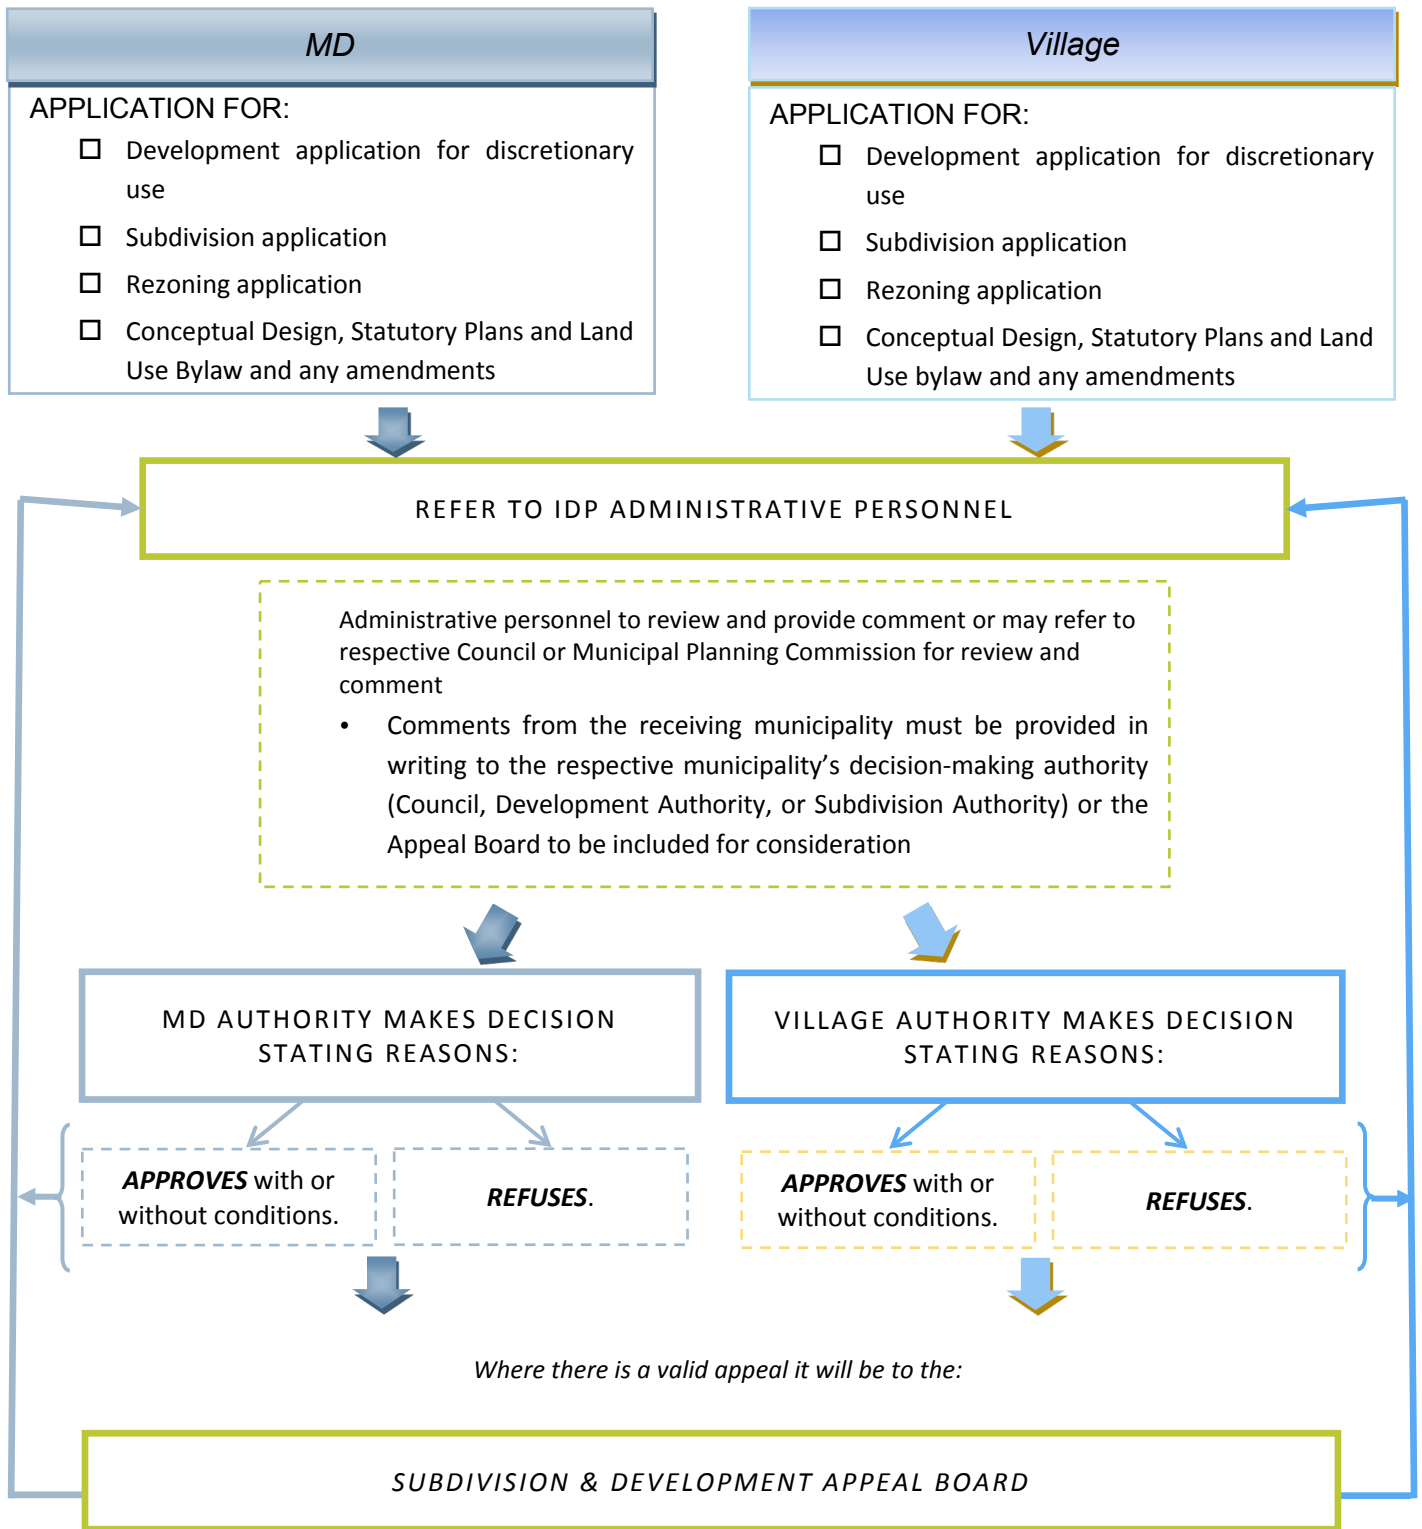 MD
APPLICATION FOR:
☐ Development application for discretionary
use
☐ Subdivision application
☐ Rezoning application
☐ Conceptual Design, Statutory Plans and Land
Use Bylaw and any amendments
Village
APPLICATION FOR:
☐ Development application for discretionary
use
☐ Subdivision application
☐ Rezoning application
☐ Conceptual Design, Statutory Plans and Land
Use bylaw and any amendments
REFER TO IDP ADMINISTRATIVE PERSONNEL
Administrative personnel to review and provide comment or may refer to
respective Council or Municipal Planning Commission for review and
comment
• Comments from the receiving municipality must be provided in
writing to the respective municipality’s decision-making authority
(Council, Development Authority, or Subdivision Authority) or the
Appeal Board to be included for consideration
MD AUTHORITY MAKES DECISION
STATING REASONS:
APPROVES with or
without conditions.
REFUSES.
VILLAGE AUTHORITY MAKES DECISION
STATING REASONS:
APPROVES with or
without conditions.
REFUSES.
Where there is a valid appeal it will be to the:
SUBDIVISION & DEVELOPMENT APPEAL BOARD